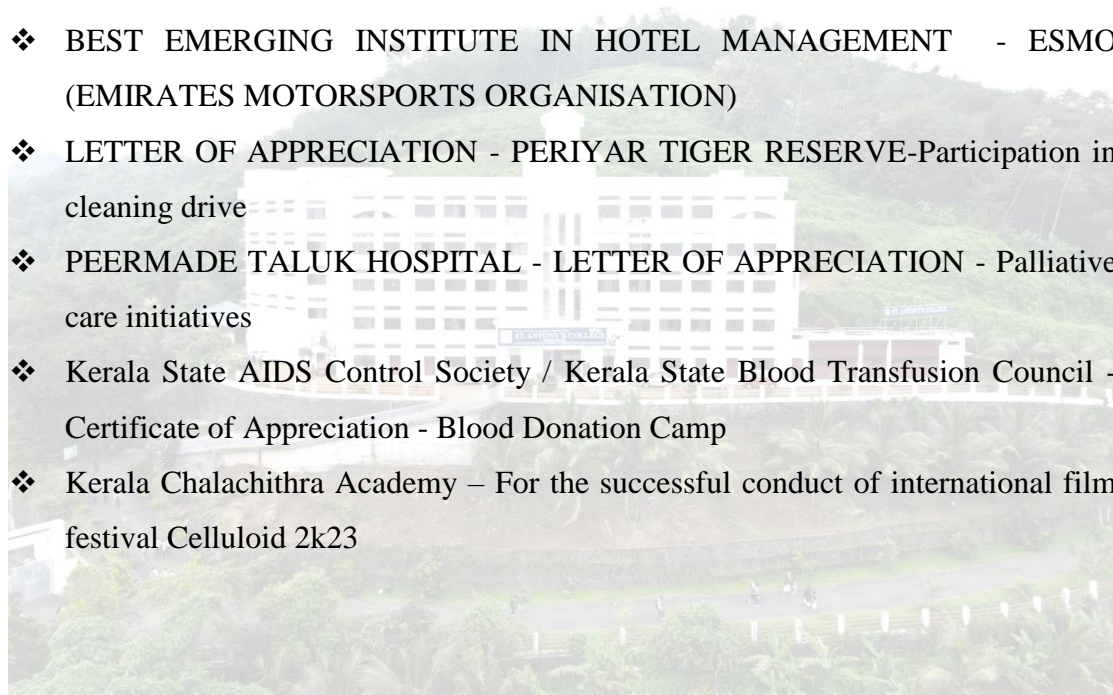 ❖ BEST EMERGING INSTITUTE IN HOTEL MANAGEMENT - ESMO
(EMIRATES MOTORSPORTS ORGANISATION)
❖ LETTER OF APPRECIATION - PERIYAR TIGER RESERVE-Participation in
cleaning drive
❖ PEERMADE TALUK HOSPITAL - LETTER OF APPRECIATION - Palliative
care initiatives
ST. ANTONY'S COLLEGE
❖ Kerala State AIDS Control Society / Kerala State Blood Transfusion Council -
Certificate of Appreciation - Blood Donation Camp
❖ Kerala Chalachithra Academy – For the successful conduct of international film
festival Celluloid 2k23